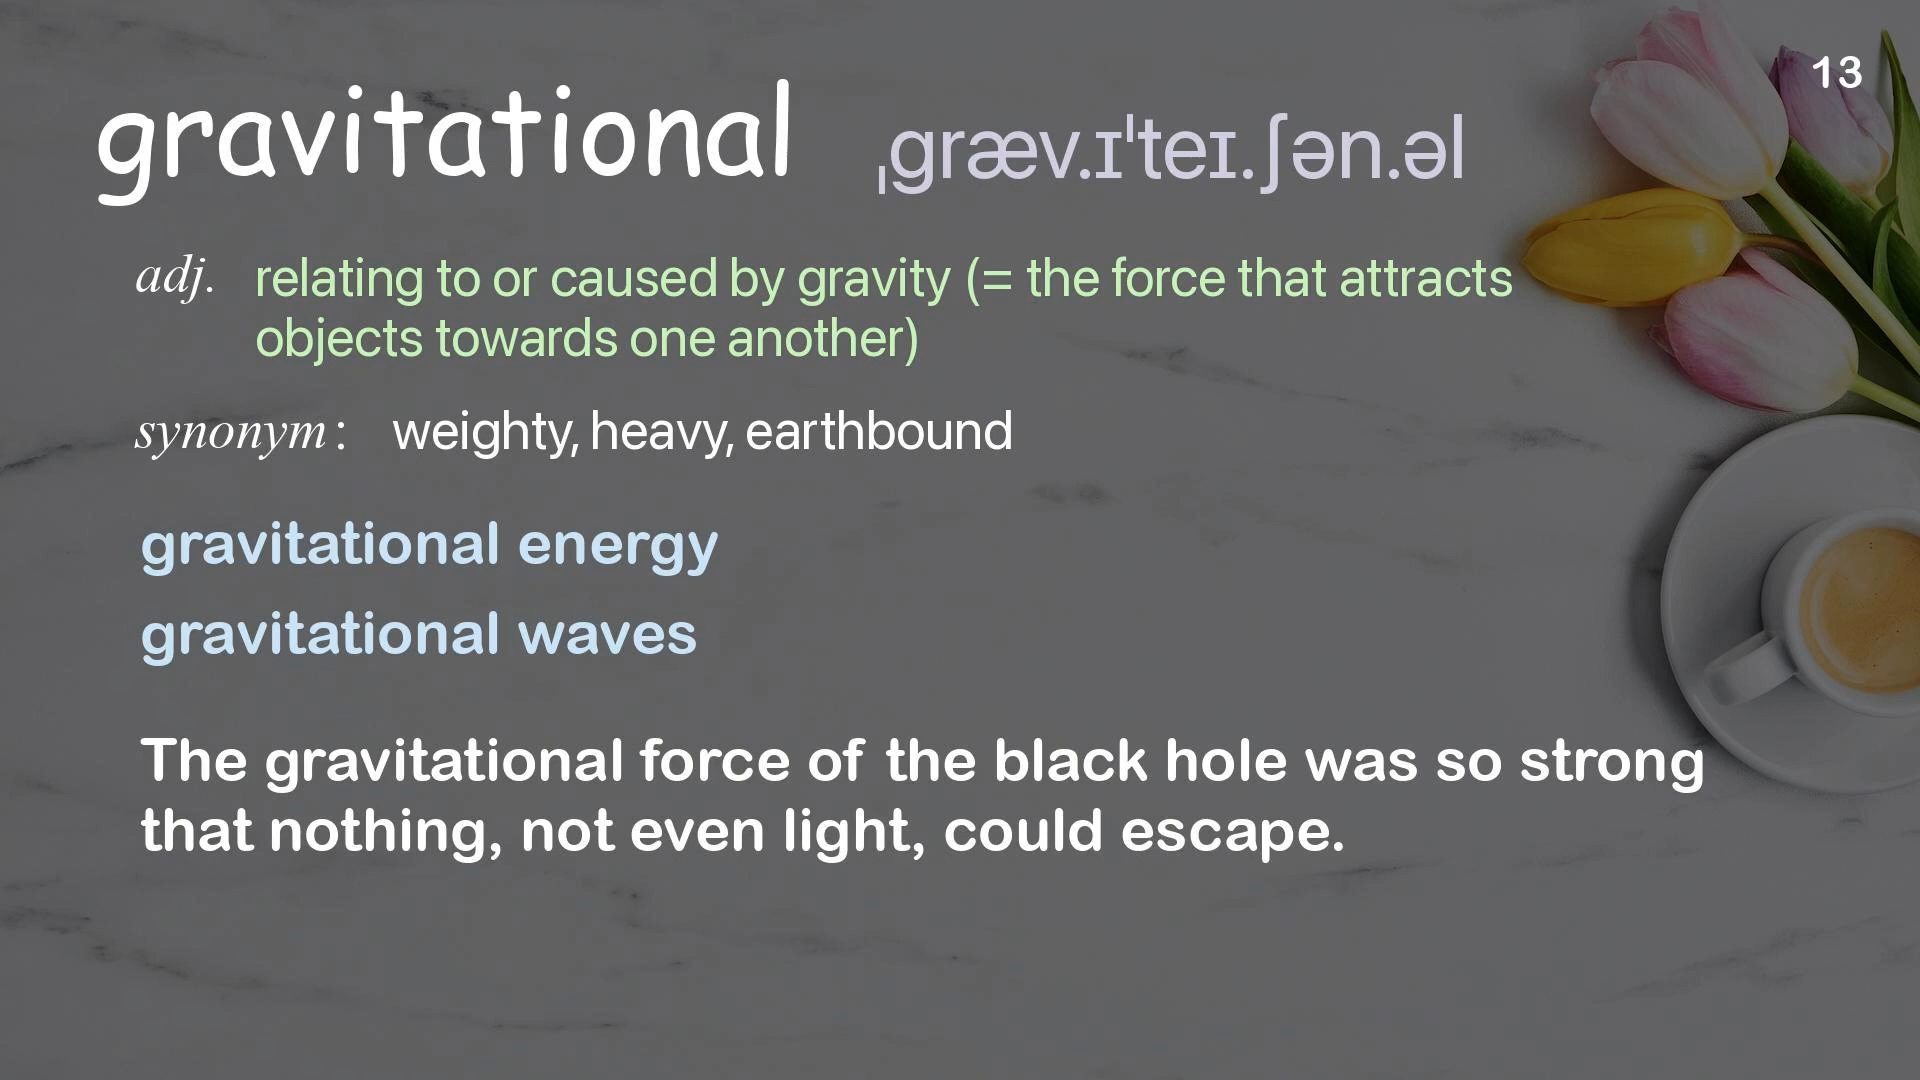 13
gravitational ˌɡræv.ɪˈteɪ.ʃən.əl
adj. relating to or caused by gravity (= the force that attracts
objects towards one another)
synonym: weighty, heavy, earthbound
gravitational energy
gravitational waves
The gravitational force of the black hole was so strong
that nothing, not even light, could escape.